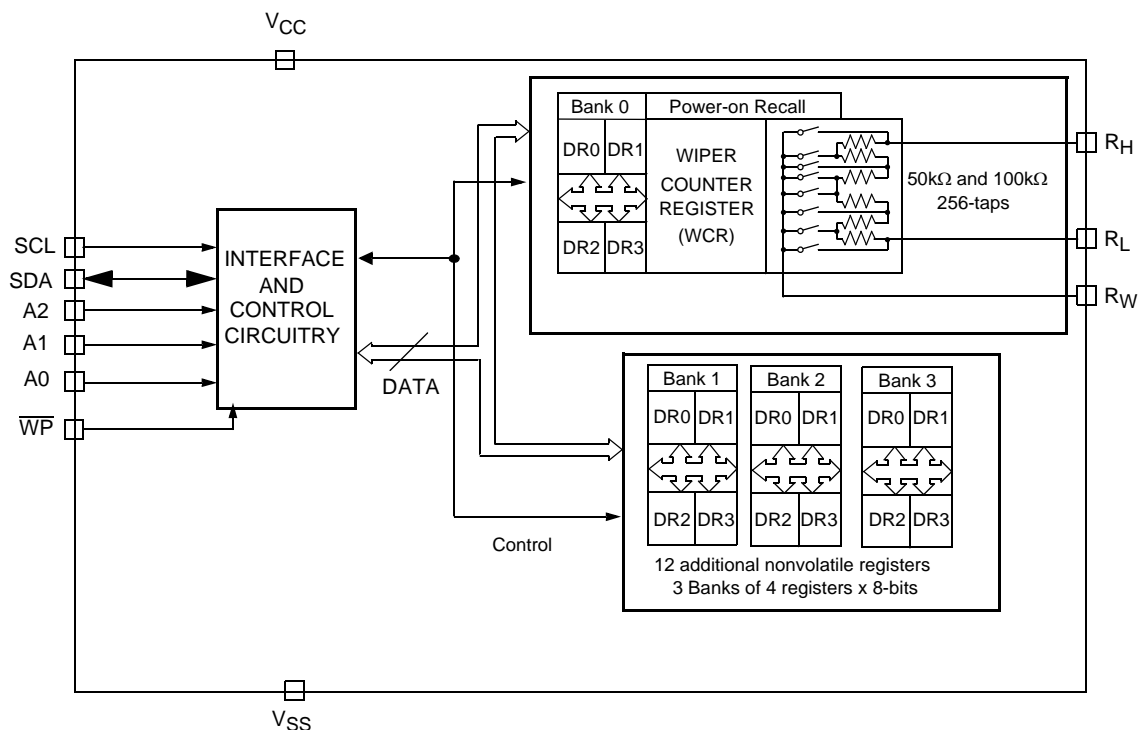 VCC
Bank 0
Power-on Recall
DR0 DR1
DR2 DR3
WIPER
COUNTER
REGISTER
(WCR)
50kΩ and 100kΩ
256-taps
RH
RL
RW
SCL
SDA
A2
A1
A0
WP
INTERFACE
AND
CONTROL
CIRCUITRY
DATA
Control
Bank 1
DR0 DR1
DR2 DR3
Bank 2
DR0 DR1
DR2 DR3
Bank 3
DR0 DR1
DR2 DR3
12 additional nonvolatile registers
3 Banks of 4 registers x 8-bits
VSS